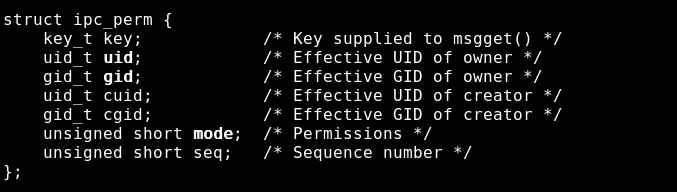 struct ipc_perm {
    key_t key;            /* Key supplied to msgget() */
    uid_t uid;            /* Effective UID of owner */
    gid_t gid;            /* Effective GID of owner */
    uid_t cuid;           /* Effective UID of creator */
    gid_t cgid;           /* Effective GID of creator */
    unsigned short mode;  /* Permissions */
    unsigned short seq;   /* Sequence number */
};